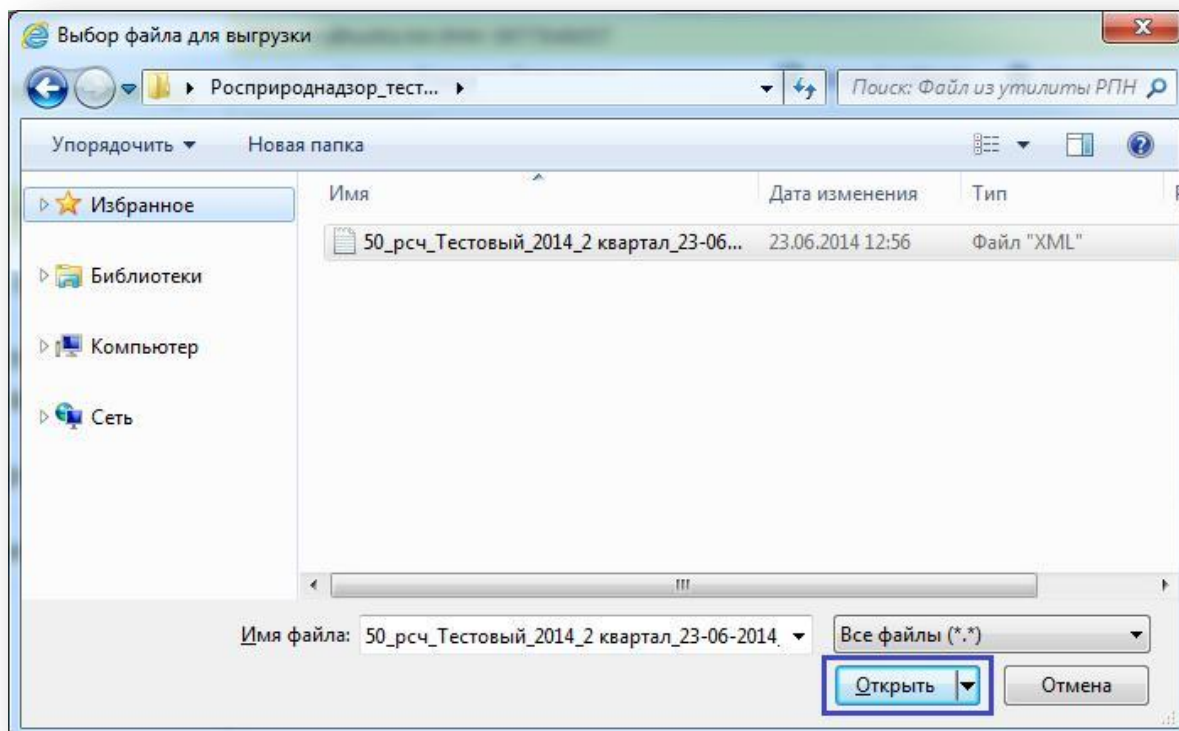 Выбор файла для выгрузки
Росприроднадзор_тест...
Поиск: Файл из утилиты РПН
Упорядочить
Новая папка
Имя
Дата изменения
Тип
Избранное
50_рсч_Тестовый_2014_2 квартал_23-06...
23.06.2014 12:56
Файл "XML"
Библиотеки
Компьютер
Сеть
Имя файла:
50_рсч_Тестовый_2014_2 квартал_23-06-2014_
Все файлы (*.*)
Открыть
Отмена